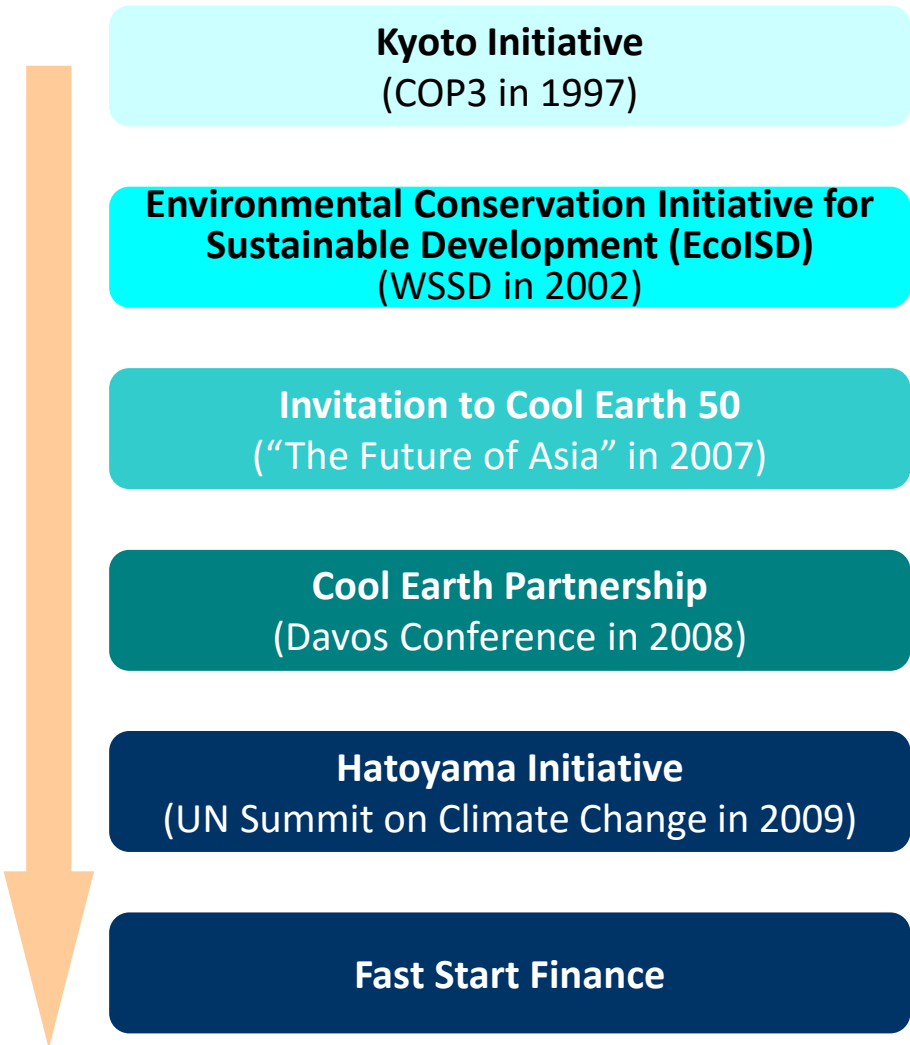 Kyoto Initiative
(COP3 in 1997)
Environmental Conservation Initiative for
Sustainable Development (EcoISD)
(WSSD in 2002)
Invitation to Cool Earth 50
(“The Future of Asia” in 2007)
Cool Earth Partnership
(Davos Conference in 2008)
Hatoyama Initiative
(UN Summit on Climate Change in 2009)
Fast Start Finance